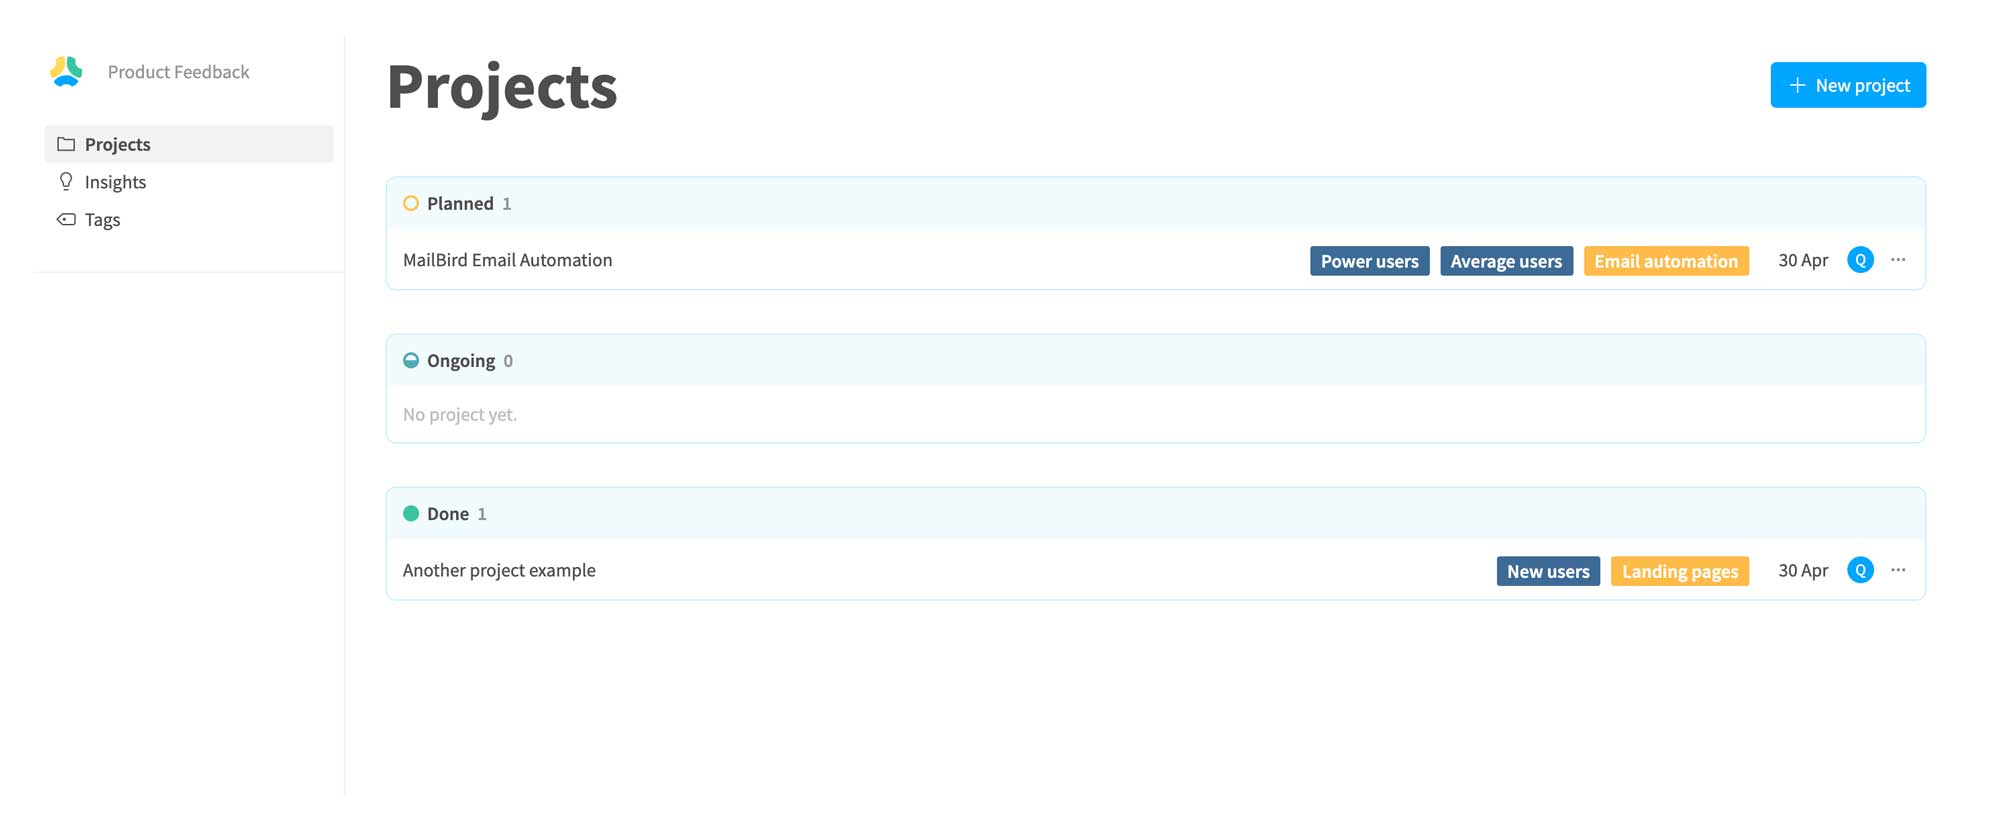 Product Feedback
Projects
Insights
Tags
Projects
+ New project
Planned 1
MailBird Email Automation Power users Average users Email automation 30 Apr Q ···
Ongoing 0
No project yet.
Done 1
Another project example New users Landing pages 30 Apr Q ···